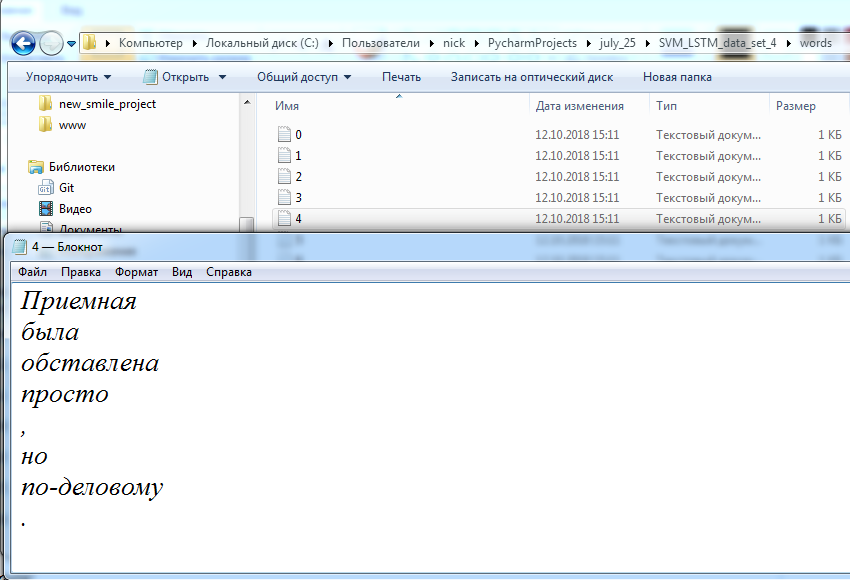 Компьютер ▸ Локальный диск (C:) ▸ Пользователи ▸ nick ▸ PycharmProjects ▸ july_25 ▸ SVM_LSTM_data_set_4 ▸ words
Упорядочить Открыть Общий доступ Печать Записать на оптический диск Новая папка
new_smile_project
www
Библиотеки
Git
Видео
Документы
Имя Дата изменения Тип Размер
0 12.10.2018 15:11 Текстовый докум... 1 КБ
1 12.10.2018 15:11 Текстовый докум... 1 КБ
2 12.10.2018 15:11 Текстовый докум... 1 КБ
3 12.10.2018 15:11 Текстовый докум... 1 КБ
4 12.10.2018 15:11 Текстовый докум... 1 КБ
4 — Блокнот
Файл Правка Формат Вид Справка
Приемная
была
обставлена
просто
,
но
по-деловому
.